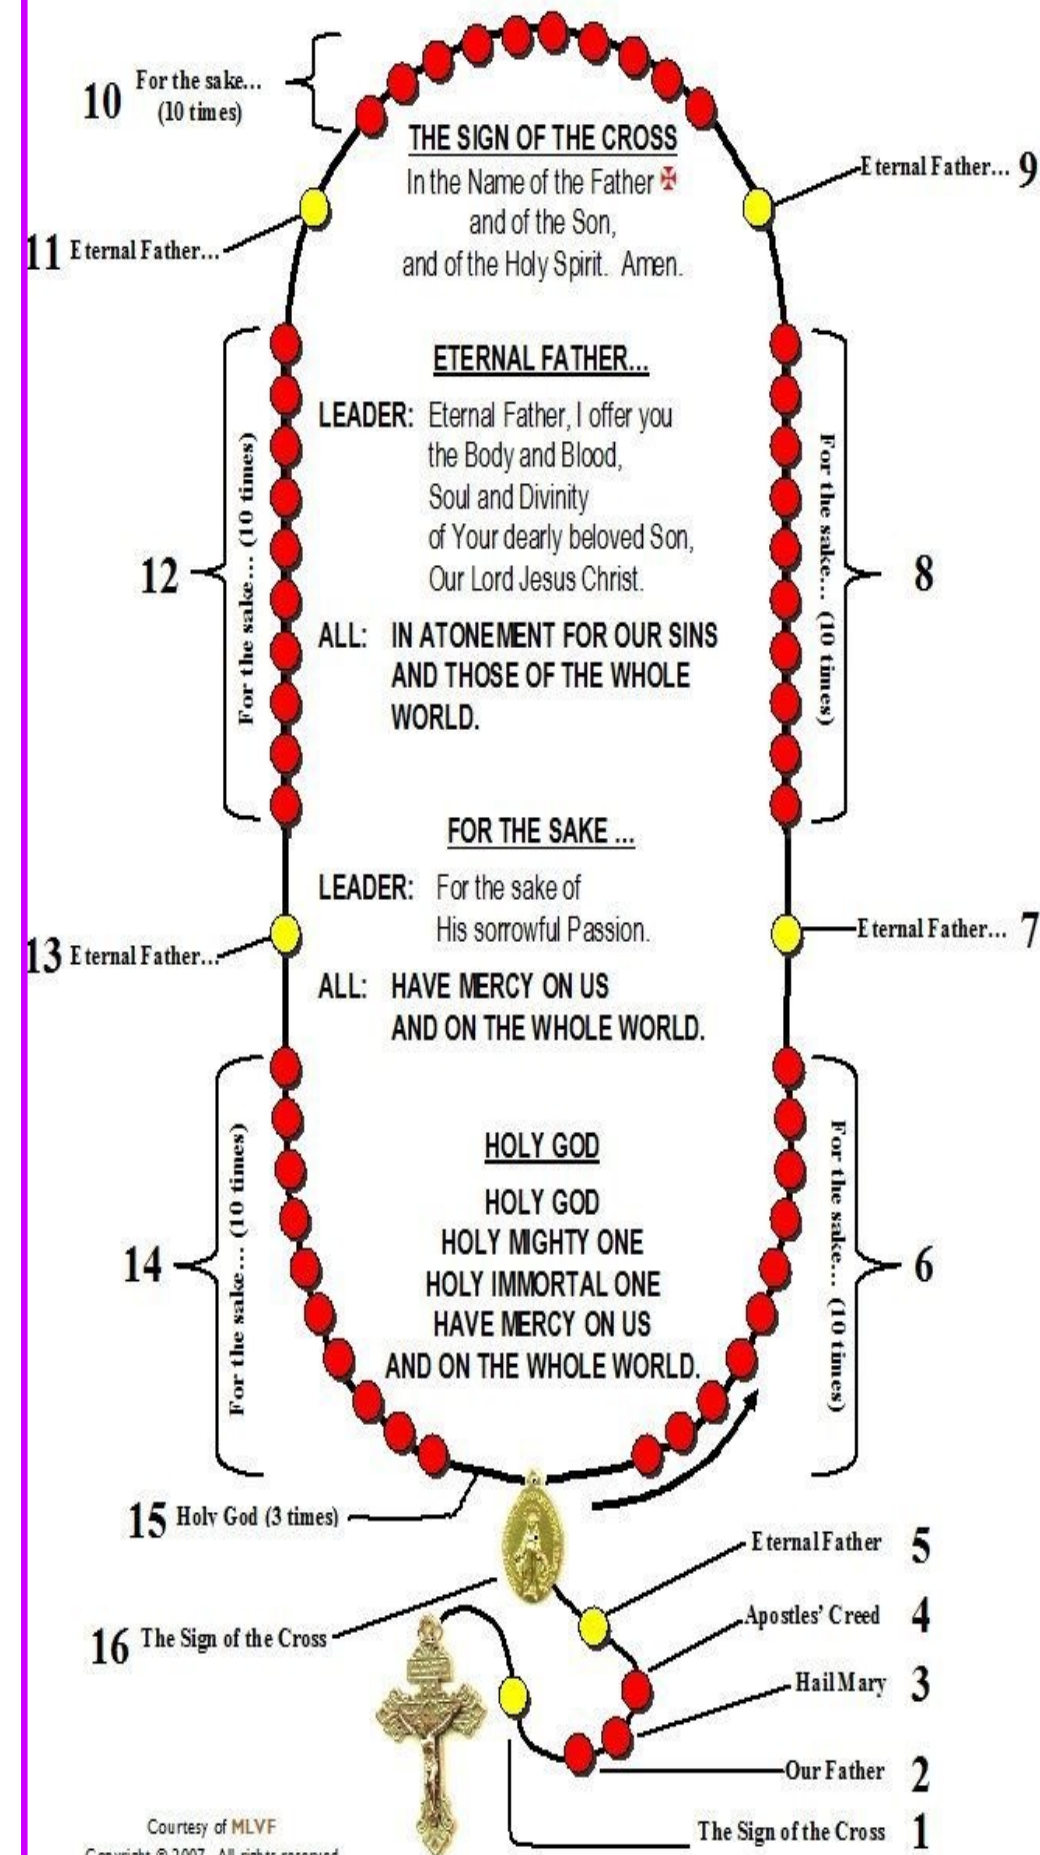 10 For the sake...
(10 times)
THE SIGN OF THE CROSS
In the Name of the Father ✠
and of the Son,
and of the Holy Spirit. Amen.
Eternal Father... 9
11 Eternal Father...
ETERNAL FATHER...
LEADER: Eternal Father, I offer you
the Body and Blood,
Soul and Divinity
of Your dearly beloved Son,
Our Lord Jesus Christ.
ALL: IN ATONEMENT FOR OUR SINS
AND THOSE OF THE WHOLE
WORLD.
12 For the sake... (10 times)
For the sake... (10 times) 8
FOR THE SAKE ...
LEADER: For the sake of
His sorrowful Passion.
ALL: HAVE MERCY ON US
AND ON THE WHOLE WORLD.
13 Eternal Father...
Eternal Father... 7
HOLY GOD
HOLY GOD
HOLY MIGHTY ONE
HOLY IMMORTAL ONE
HAVE MERCY ON US
AND ON THE WHOLE WORLD.
14 For the sake... (10 times)
For the sake... (10 times) 6
15 Holy God (3 times)
Eternal Father 5
Apostles' Creed 4
16 The Sign of the Cross
Hail Mary 3
Our Father 2
The Sign of the Cross 1
Courtesy of MLVF
Copyright © 2007 All rights reserved